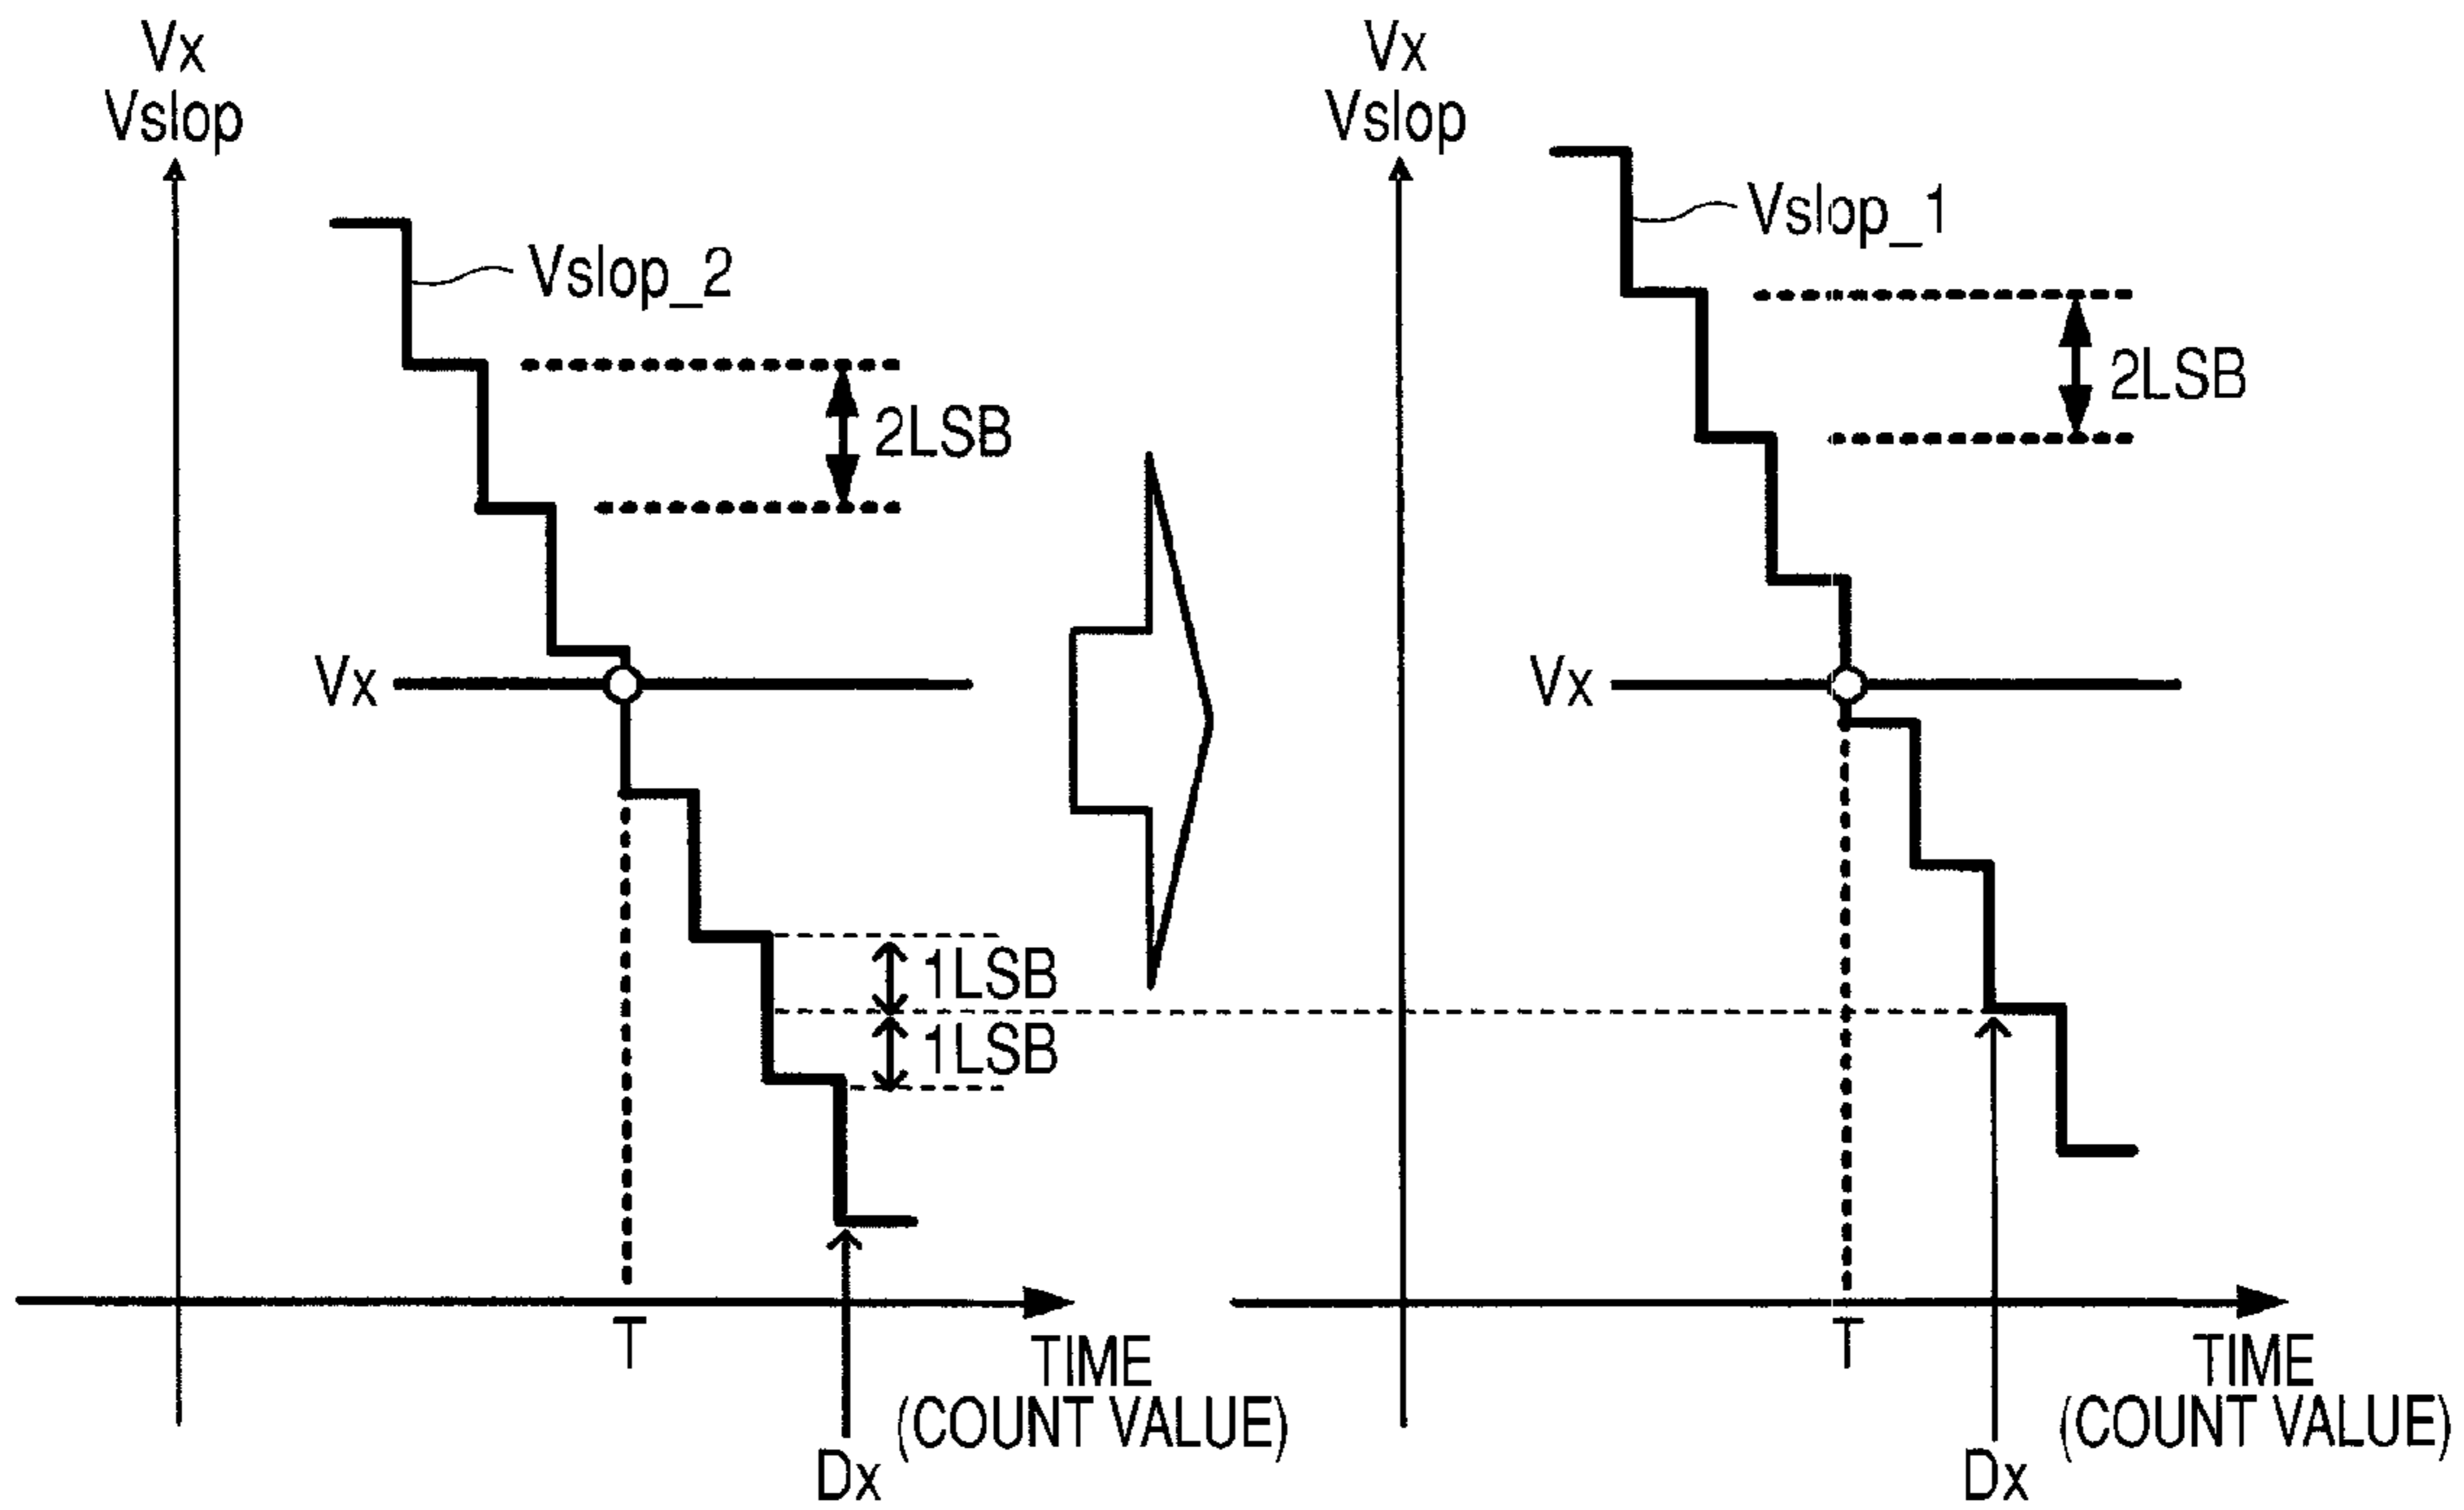 Vx
Vslop
Vslop_2
2LSB
Vx
1LSB
1LSB
T
TIME
(COUNT VALUE)
Dx
Vx
Vslop
Vslop_1
2LSB
Vx
T
TIME
(COUNT VALUE)
Dx